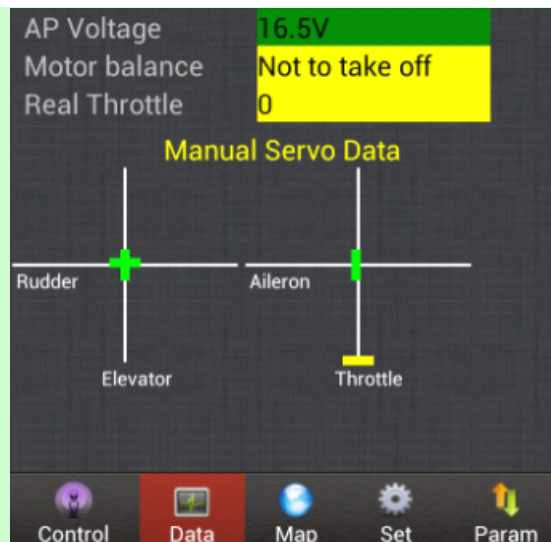 AP Voltage 16.5V
Motor balance Not to take off
Real Throttle 0
Manual Servo Data
Rudder Aileron
Elevator Throttle
Control Data Map Set Param